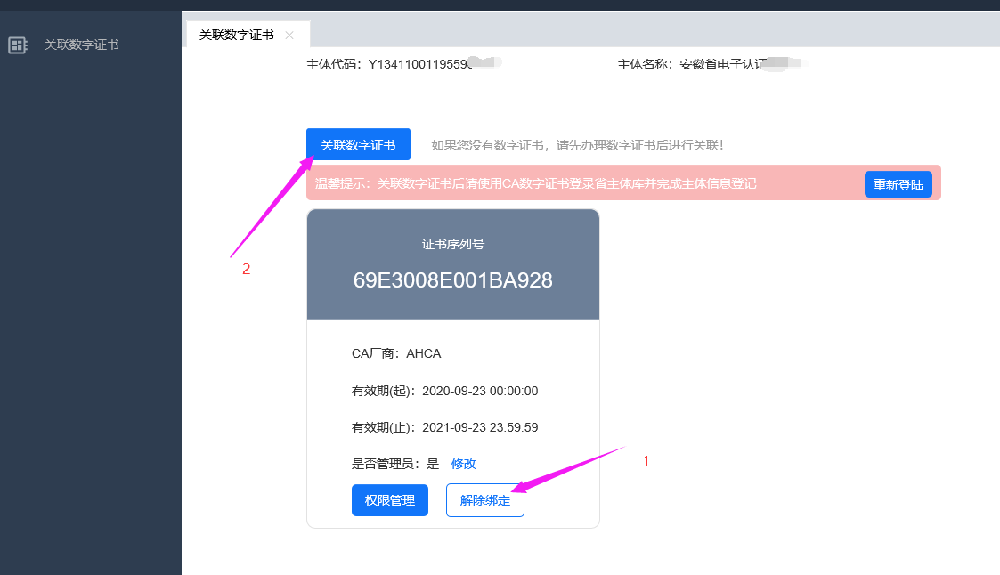 关联数字证书
关联数字证书
主体代码：Y1341100119559 主体名称：安徽省电子认证
关联数字证书 如果您没有数字证书，请先办理数字证书后进行关联！
温馨提示：关联数字证书后请使用CA数字证书登录省主体库并完成主体信息登记 重新登陆
2
证书序列号
69E3008E001BA928
CA厂商：AHCA
有效期(起)：2020-09-23 00:00:00
有效期(止)：2021-09-23 23:59:59
是否管理员：是 修改
1
权限管理 解除绑定